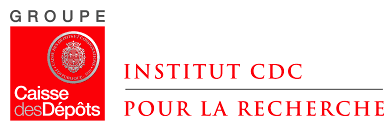 GROUPE
Caisse
desDépôts
INSTITUT CDC
POUR LA RECHERCHE